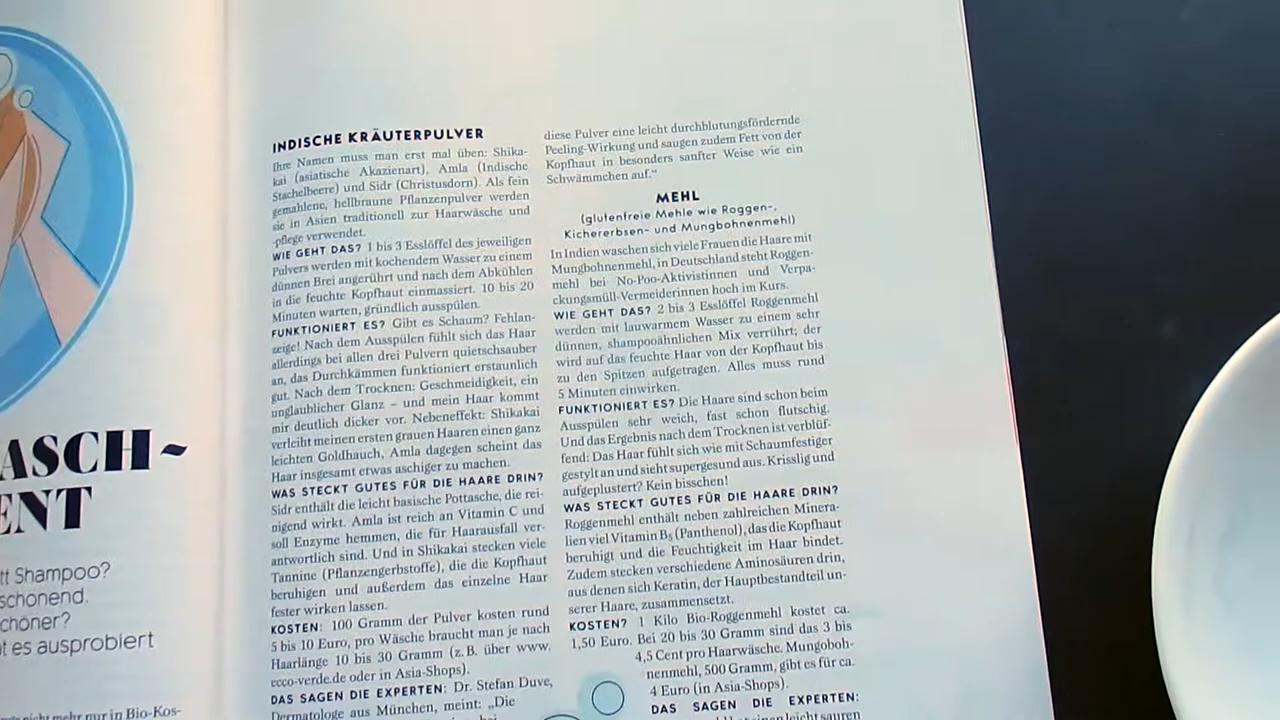 ASCH~
ENT
tt Shampoo?
schonend.
chöner?
t es ausprobiert
nicht mehr nur in Bio-Kos-
INDISCHE KRÄUTERPULVER
Ihre Namen muss man erst mal üben: Shika-
kai (asiatische Akazienart), Amla (Indische
Stachelbeere) und Sidr (Christusdorn). Als fein
gemahlene, hellbraune Pflanzenpulver werden
sie in Asien traditionell zur Haarwäsche und
-pflege verwendet.
WIE GEHT DAS? 1 bis 3 Esslöffel des jeweiligen
Pulvers werden mit kochendem Wasser zu einem
dünnen Brei angerührt und nach dem Abkühlen
in die feuchte Kopfhaut einmassiert. 10 bis 20
Minuten warten, gründlich ausspülen.
FUNKTIONIERT ES? Gibt es Schaum? Fehlan-
zeige! Nach dem Ausspülen fühlt sich das Haar
allerdings bei allen drei Pulvern quietschsauber
an, das Durchkämmen funktioniert erstaunlich
gut. Nach dem Trocknen: Geschmeidigkeit, ein
unglaublicher Glanz – und mein Haar kommt
mir deutlich dicker vor. Nebeneffekt: Shikakai
verleiht meinen ersten grauen Haaren einen ganz
leichten Goldhauch, Amla dagegen scheint das
Haar insgesamt etwas aschiger zu machen.
WAS STECKT GUTES FÜR DIE HAARE DRIN?
Sidr enthält die leicht basische Pottasche, die rei-
nigend wirkt. Amla ist reich an Vitamin C und
soll Enzyme hemmen, die für Haarausfall ver-
antwortlich sind. Und in Shikakai stecken viele
Tannine (Pflanzengerbstoffe), die die Kopfhaut
beruhigen und außerdem das einzelne Haar
fester wirken lassen.
KOSTEN: 100 Gramm der Pulver kosten rund
5 bis 10 Euro, pro Wäsche braucht man je nach
Haarlänge 10 bis 30 Gramm (z. B. über www.
ecco-verde.de oder in Asia-Shops).
DAS SAGEN DIE EXPERTEN: Dr. Stefan Duve,
Dermatologe aus München, meint: „Die
diese Pulver eine leicht durchblutungsfördernde
Peeling-Wirkung und saugen zudem Fett von der
Kopfhaut in besonders sanfter Weise wie ein
Schwämmchen auf.“
MEHL
(glutenfreie Mehle wie Roggen-,
Kichererbsen- und Mungbohnenmehl)
In Indien waschen sich viele Frauen die Haare mit
Mungbohnenmehl, in Deutschland steht Roggen-
mehl bei No-Poo-Aktivistinnen und Verpa-
ckungsmüll-Vermeiderinnen hoch im Kurs.
WIE GEHT DAS? 2 bis 3 Esslöffel Roggenmehl
werden mit lauwarmem Wasser zu einem sehr
dünnen, shampooähnlichen Mix verrührt; der
wird auf das feuchte Haar von der Kopfhaut bis
zu den Spitzen aufgetragen. Alles muss rund
5 Minuten einwirken.
FUNKTIONIERT ES? Die Haare sind schon beim
Ausspülen sehr weich, fast schon flutschig.
Und das Ergebnis nach dem Trocknen ist verblüf-
fend: Das Haar fühlt sich wie mit Schaumfestiger
gestylt an und sieht supergesund aus. Krisslig und
aufgeplustert? Kein bisschen!
WAS STECKT GUTES FÜR DIE HAARE DRIN?
Roggenmehl enthält neben zahlreichen Minera-
lien viel Vitamin B₅ (Panthenol), das die Kopfhaut
beruhigt und die Feuchtigkeit im Haar bindet.
Zudem stecken verschiedene Aminosäuren drin,
aus denen sich Keratin, der Hauptbestandteil un-
serer Haare, zusammensetzt.
KOSTEN? 1 Kilo Bio-Roggenmehl kostet ca.
1,50 Euro. Bei 20 bis 30 Gramm sind das 3 bis
4,5 Cent pro Haarwäsche. Mungboh-
nenmehl, 500 Gramm, gibt es für ca.
4 Euro (in Asia-Shops).
DAS SAGEN DIE EXPERTEN:
einen leicht sauren